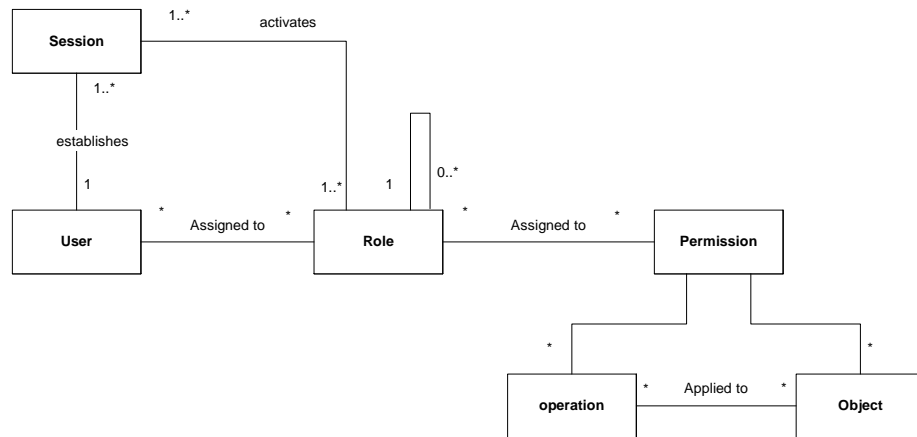 1..*
activates
Session
1..*
establishes
0..*
1
1..*
1
*
Assigned to
*
*
Assigned to
*
User
Role
Permission
*
*
*
Applied to
*
operation
Object